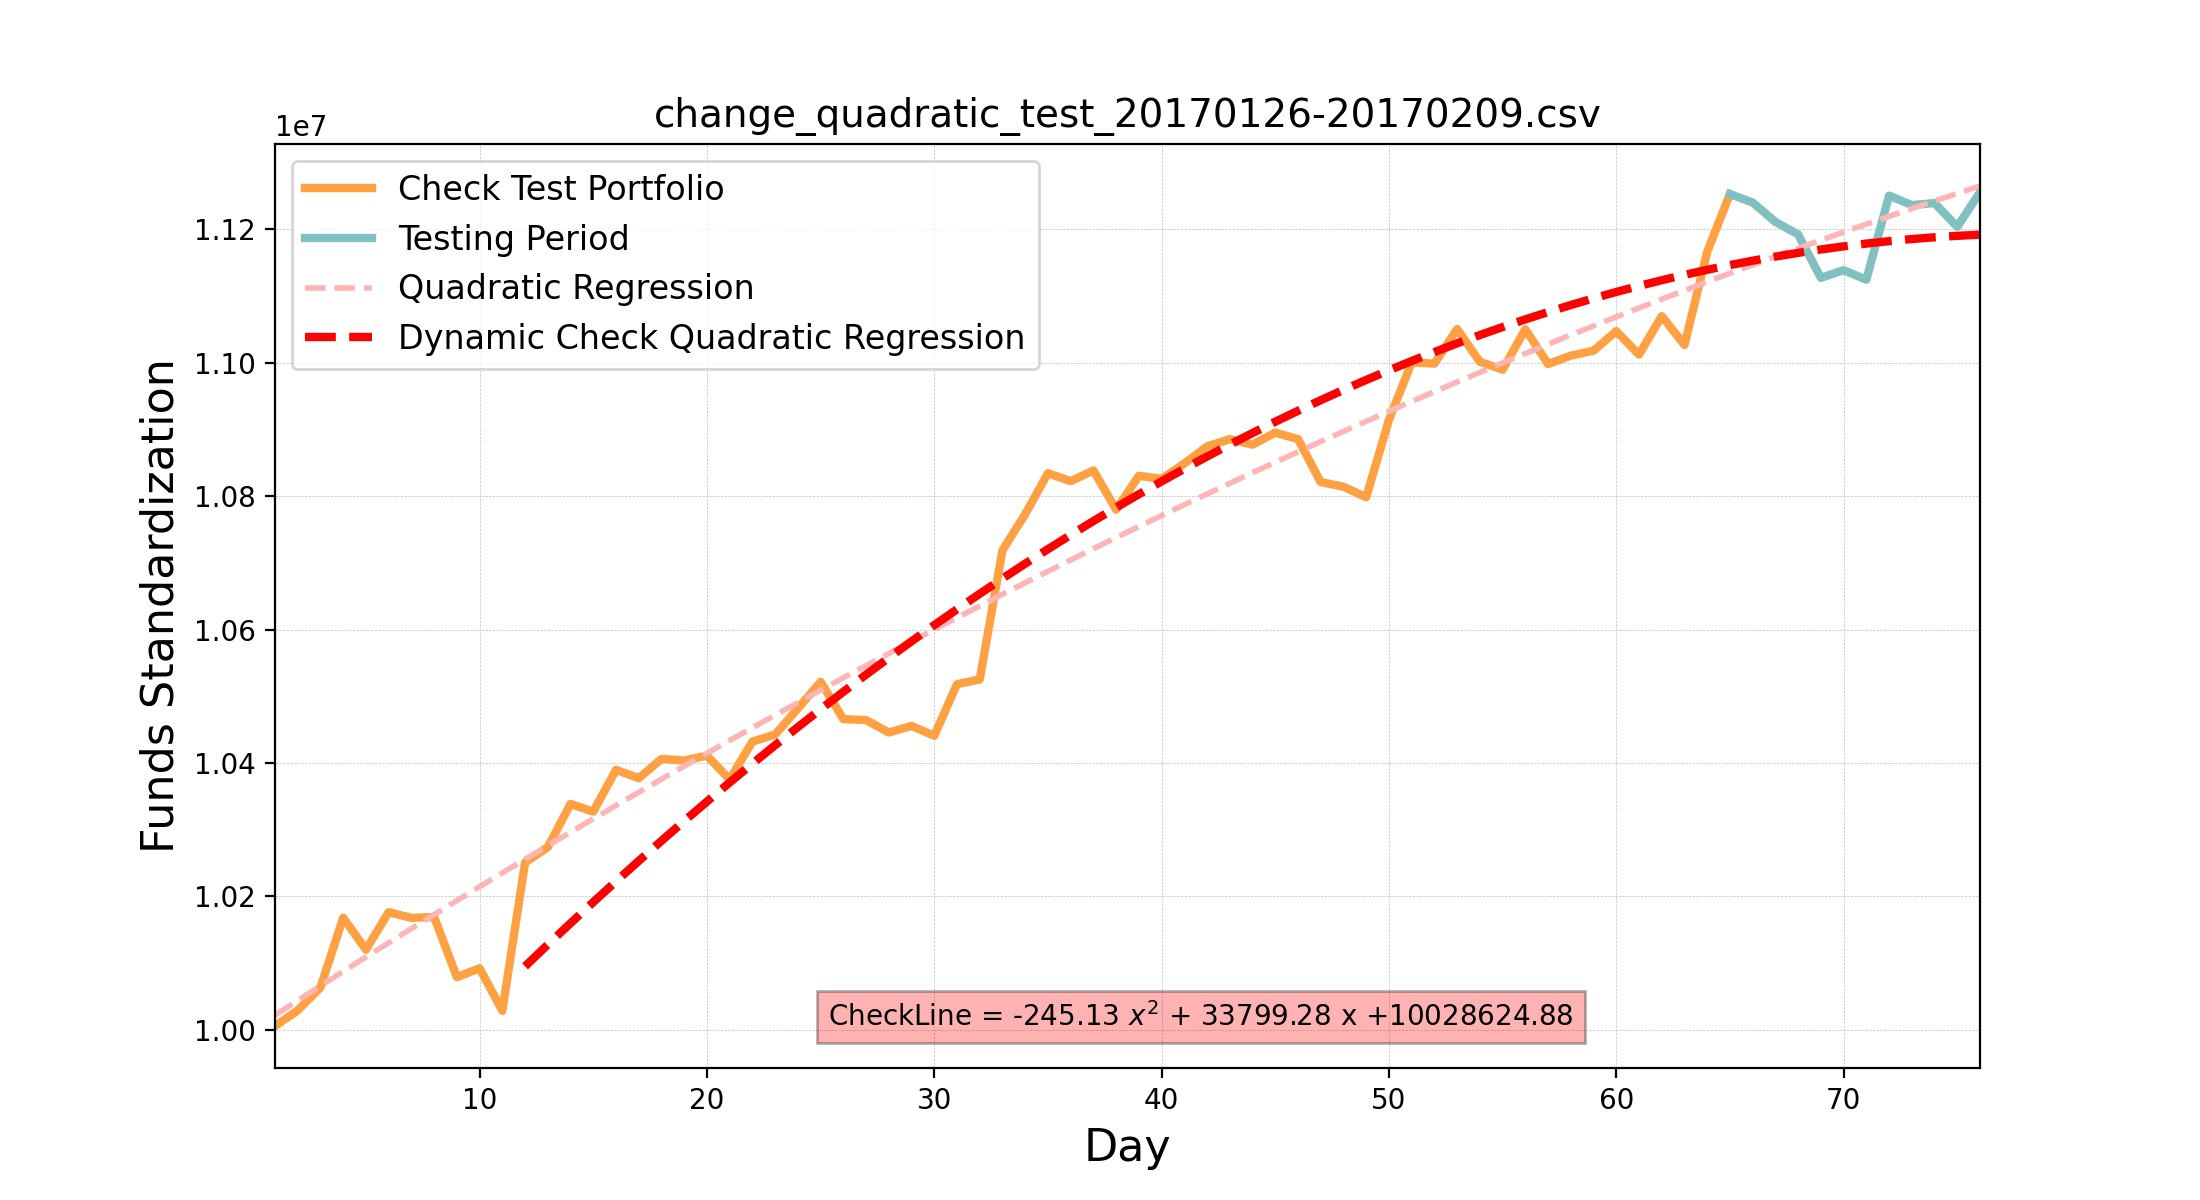 change_quadratic_test_20170126-20170209.csv
1e7
Check Test Portfolio
Testing Period
Quadratic Regression
Dynamic Check Quadratic Regression
1.12
1.10
1.08
1.06
1.04
1.02
1.00
Funds Standardization
CheckLine = -245.13 x² + 33799.28 x +10028624.88
10 20 30 40 50 60 70
Day